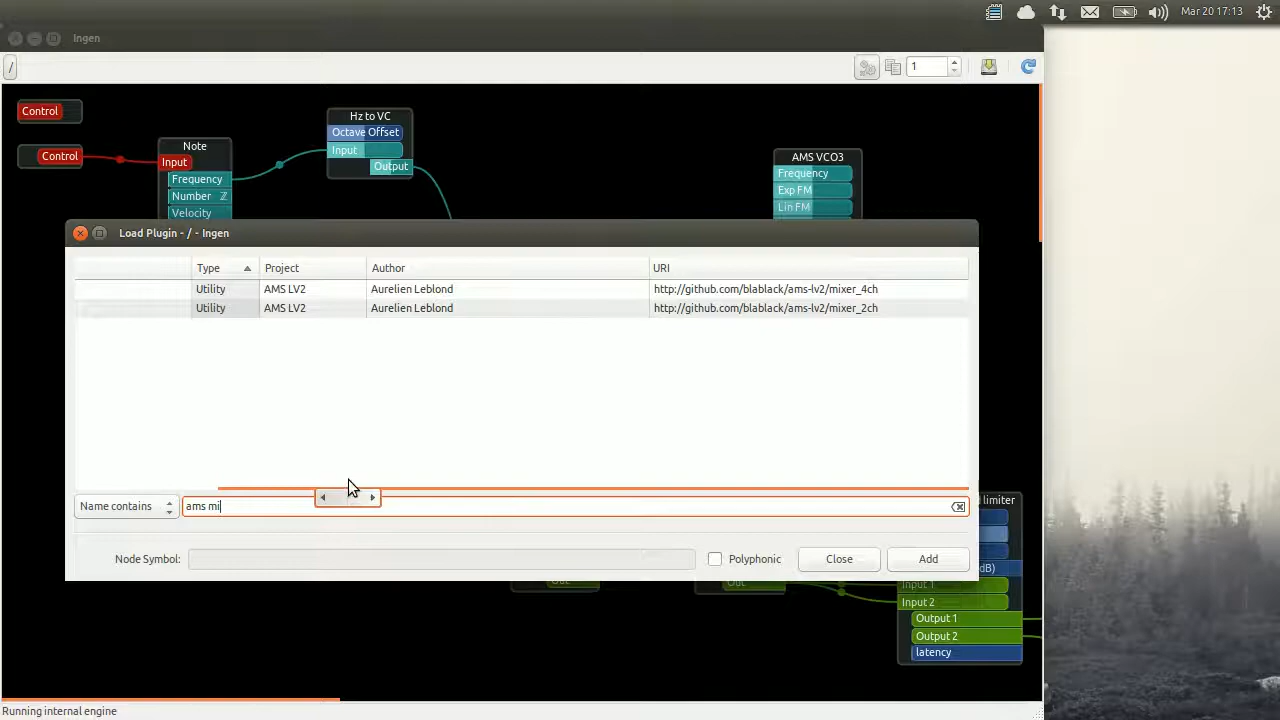 Mar 20 17:13
Ingen
/
1
Control
Control
Note
Input
Frequency
Number ℤ
Velocity
Hz to VC
Octave Offset
Input
Output
AMS VCO3
Frequency
Exp FM
Lin FM
Load Plugin - / - Ingen
Type Project Author URI
Utility AMS LV2 Aurelien Leblond http://github.com/blablack/ams-lv2/mixer_4ch
Utility AMS LV2 Aurelien Leblond http://github.com/blablack/ams-lv2/mixer_2ch
Name contains ams mi
Node Symbol: Polyphonic Close Add
limiter
dB)
Out
Out
Input 1
Input 2
Output 1
Output 2
latency
Running internal engine